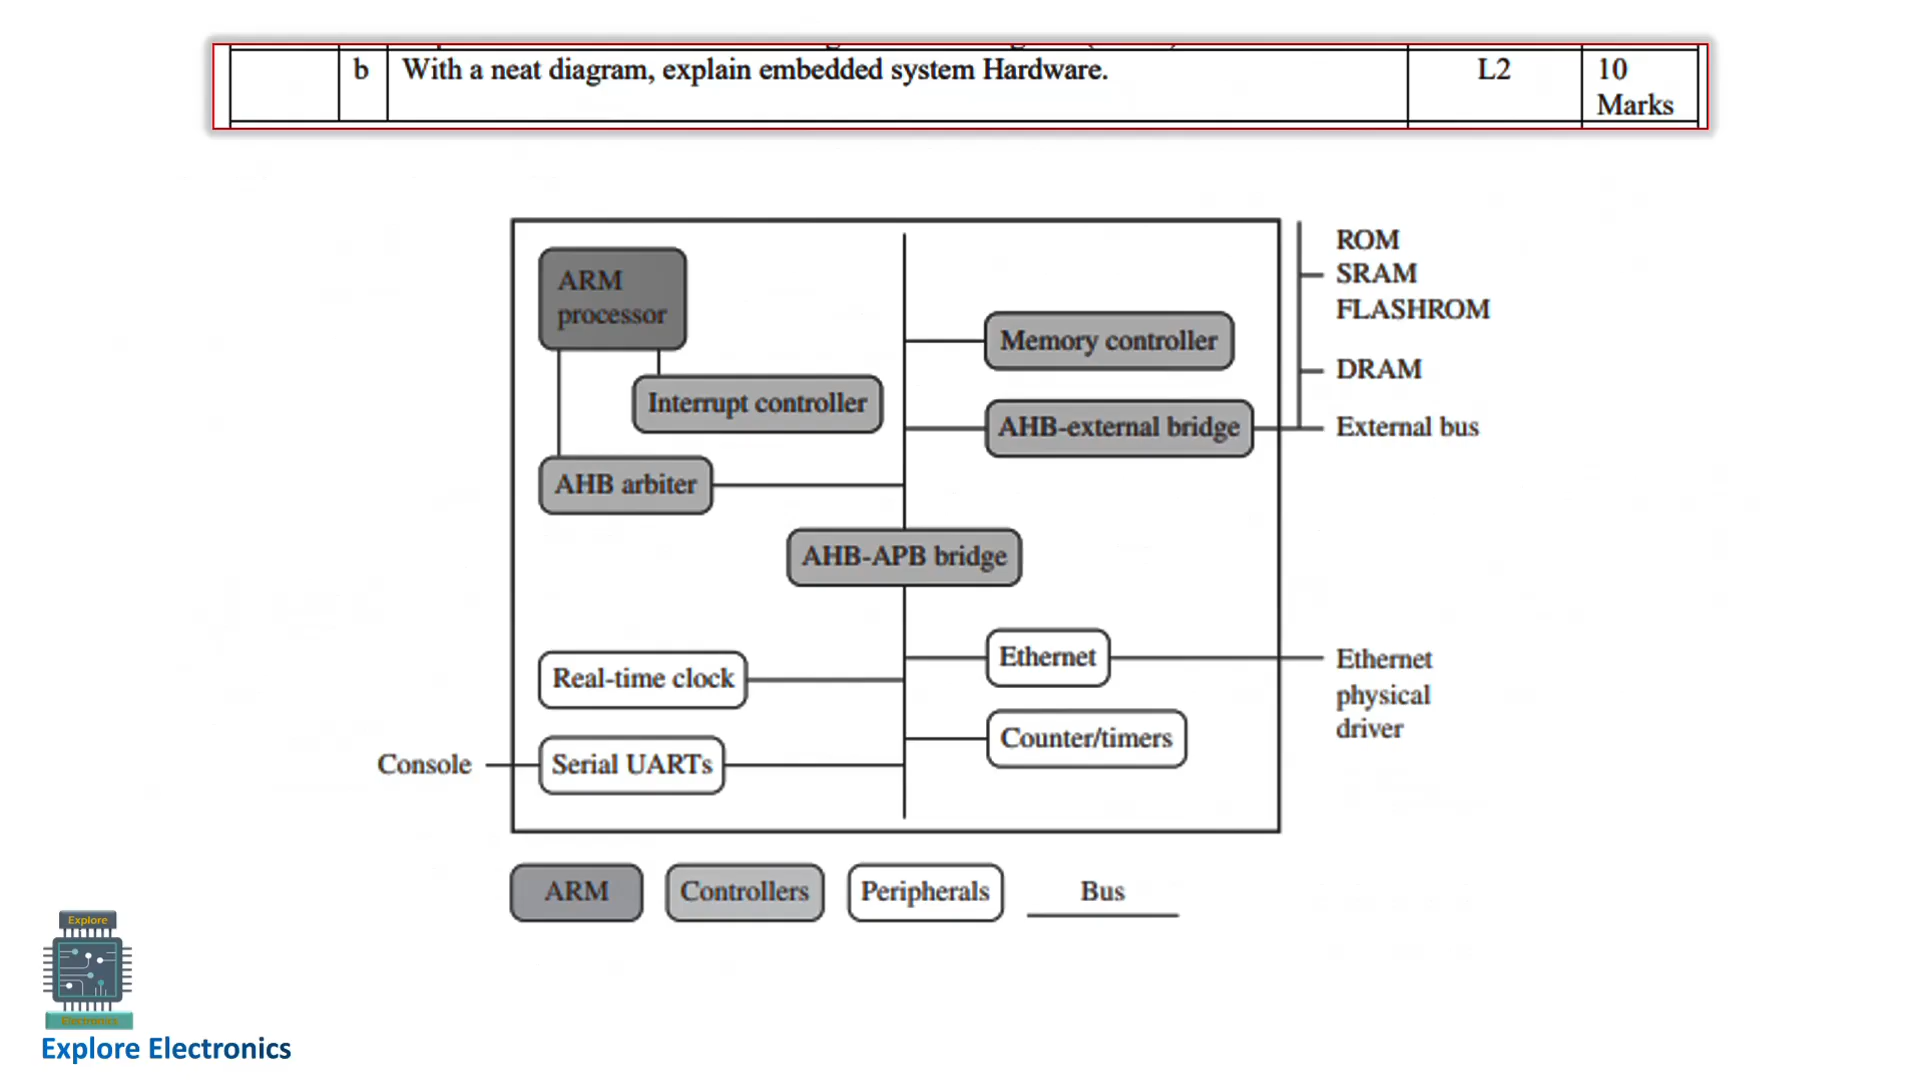 b With a neat diagram, explain embedded system Hardware. L2 10
Marks
ARM
processor
Interrupt controller
AHB arbiter
Memory controller
AHB-external bridge
ROM
SRAM
FLASHROM
DRAM
External bus
AHB-APB bridge
Real-time clock
Ethernet
Ethernet
physical
driver
Counter/timers
Console
Serial UARTs
ARM
Controllers
Peripherals
Bus
Explore
Electronics
Explore Electronics